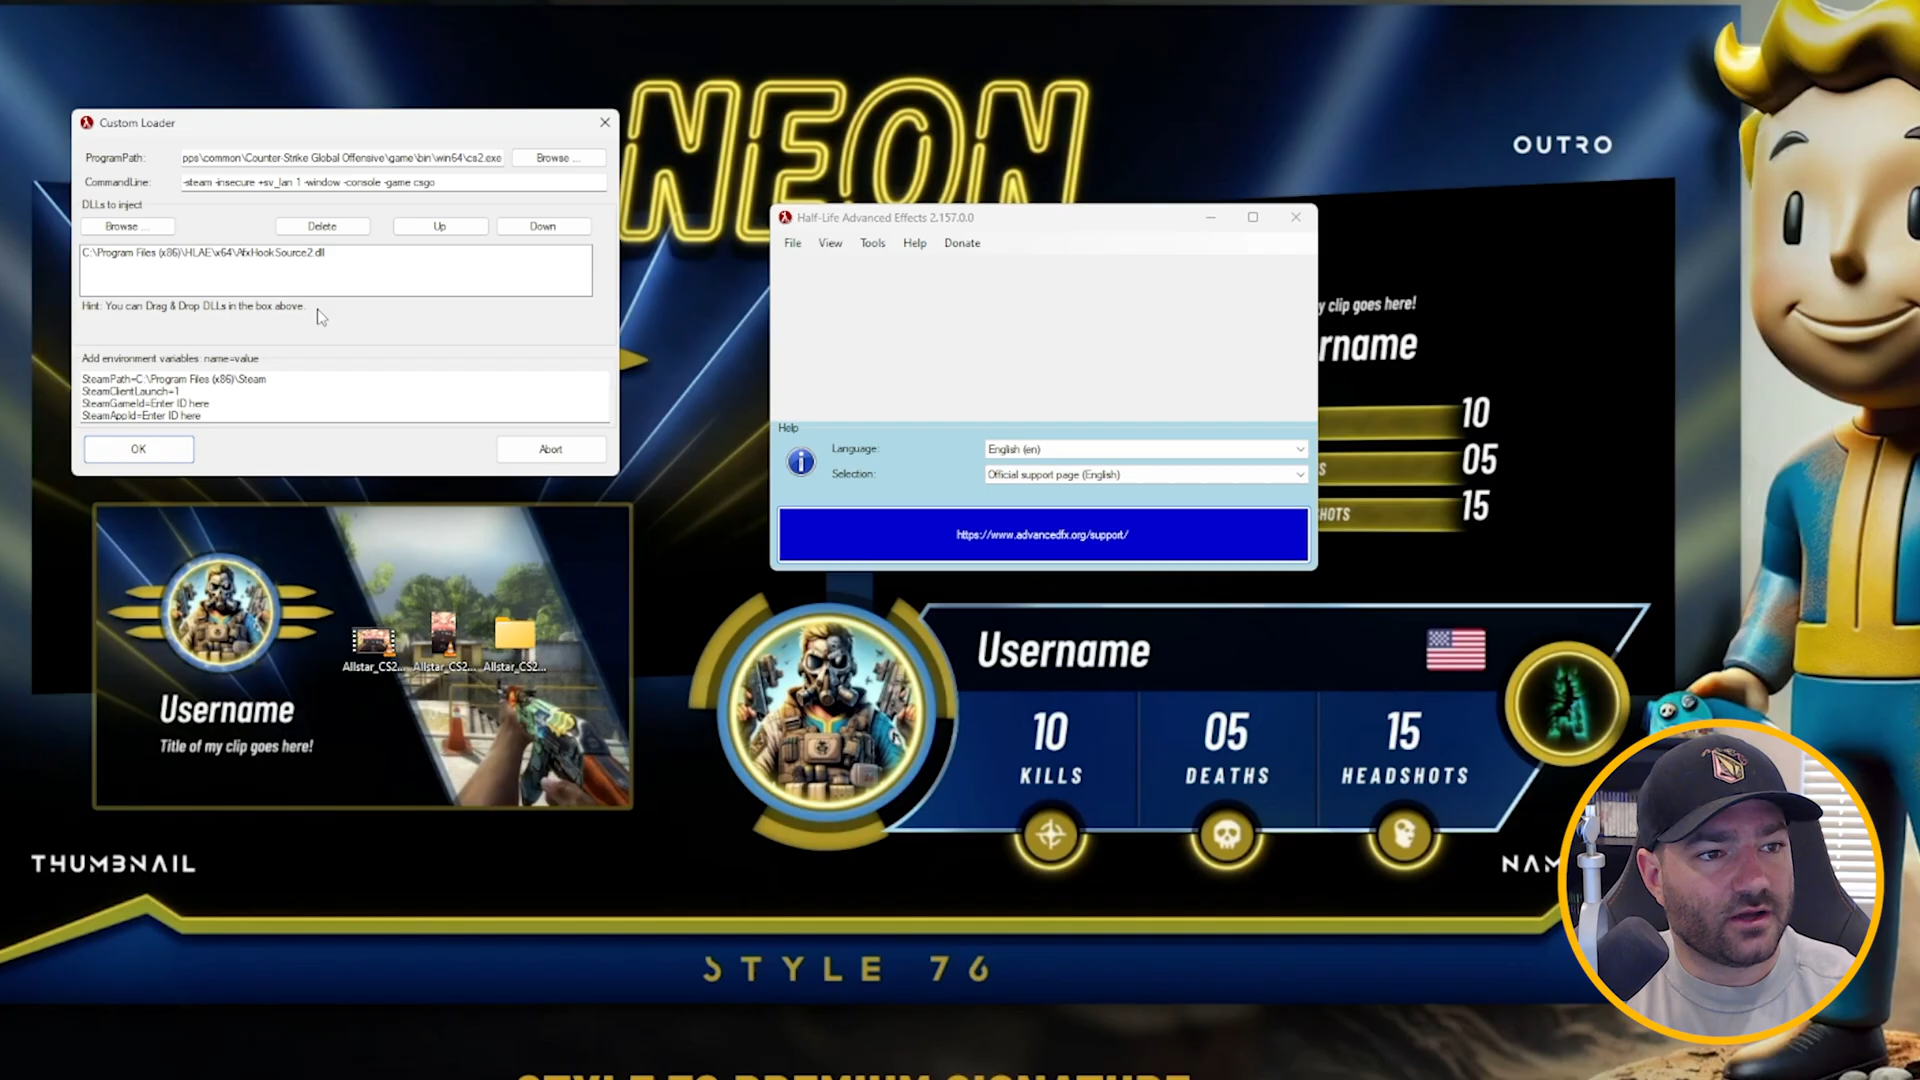 NEON
OUTRO
Custom Loader
ProgramPath:
pps\common\Counter-Strike Global Offensive\game\bin\win64\cs2.exe
Browse ...
CommandLine:
-steam -insecure +sv_lan 1 -window -console -game csgo
DLLs to inject
Browse ...
Delete
Up
Down
C:\Program Files (x86)\HLAE\x64\AfxHookSource2.dll
Hint: You can Drag & Drop DLLs in the box above.
Add environment variables: name=value
SteamPath=C:\Program Files (x86)\Steam
SteamClientLaunch=1
SteamGameId=Enter ID here
SteamAppId=Enter ID here
OK
Abort
Half-Life Advanced Effects 2.157.0.0
File
View
Tools
Help
Donate
Help
Language:
English (en)
Selection:
Official support page (English)
https://www.advancedfx.org/support/
y clip goes here!
rname
10
S
05
HOTS
15
Allstar_CS2...
Allstar_CS2...
Allstar_CS2...
Username
Title of my clip goes here!
Username
10
KILLS
05
DEATHS
15
HEADSHOTS
THUMBNAIL
NAM
STYLE 76
STYLE TO PREMIUM SIGNATURE